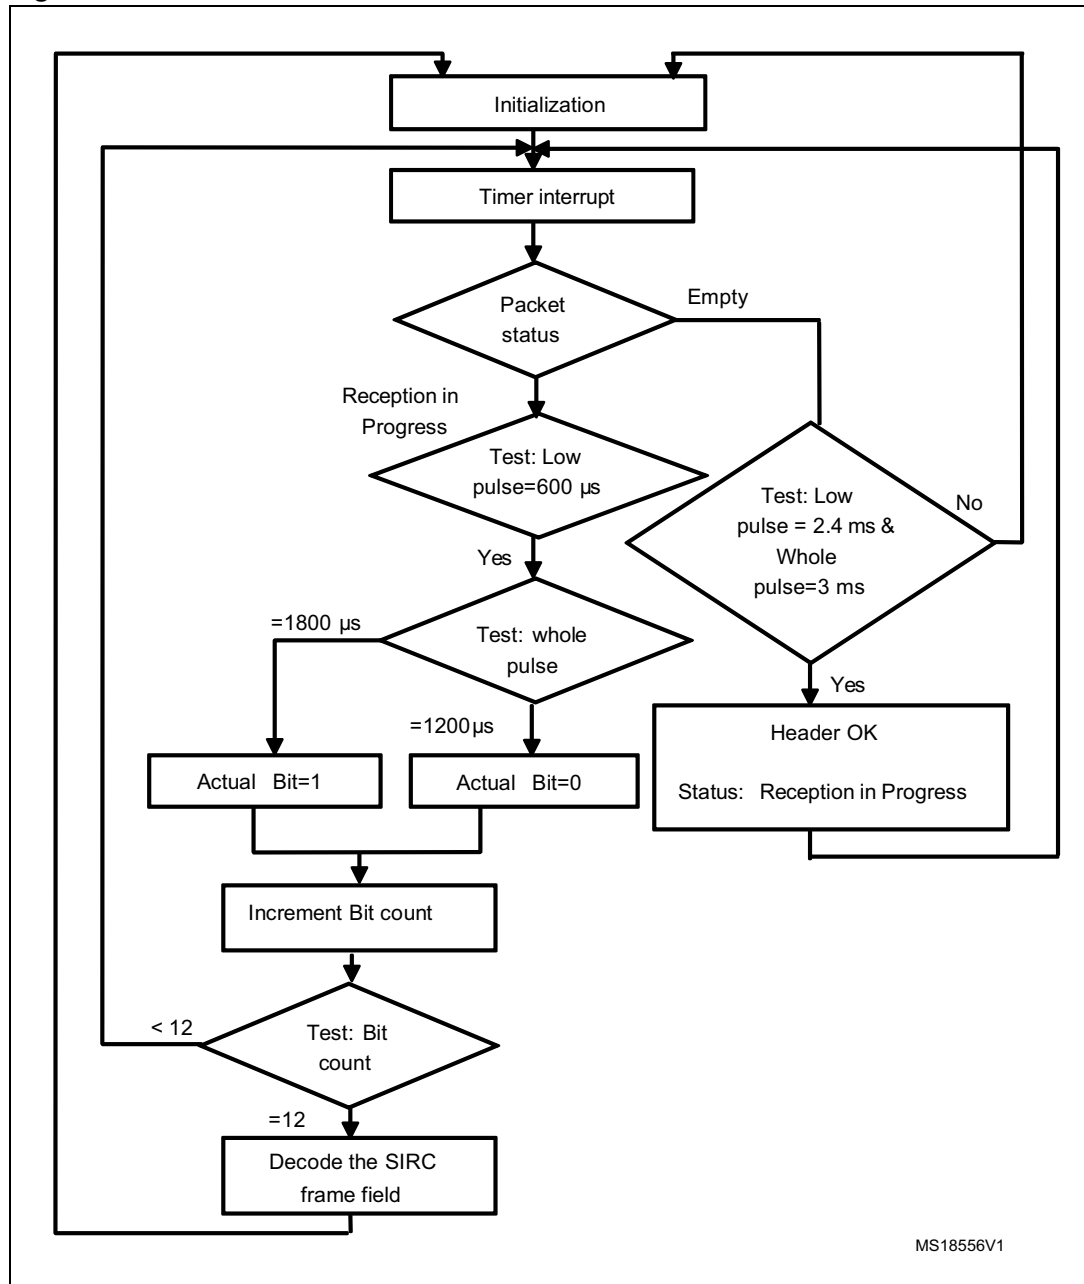 Initialization
Timer interrupt
Packet
status
Empty
Reception in
Progress
Test: Low
pulse=600 µs
Test: Low
pulse = 2.4 ms &
Whole
pulse=3 ms
No
Yes
=1800 µs
Test: whole
pulse
Yes
=1200µs
Header OK
Status: Reception in Progress
Actual Bit=1
Actual Bit=0
Increment Bit count
< 12
Test: Bit
count
=12
Decode the SIRC
frame field
MS18556V1